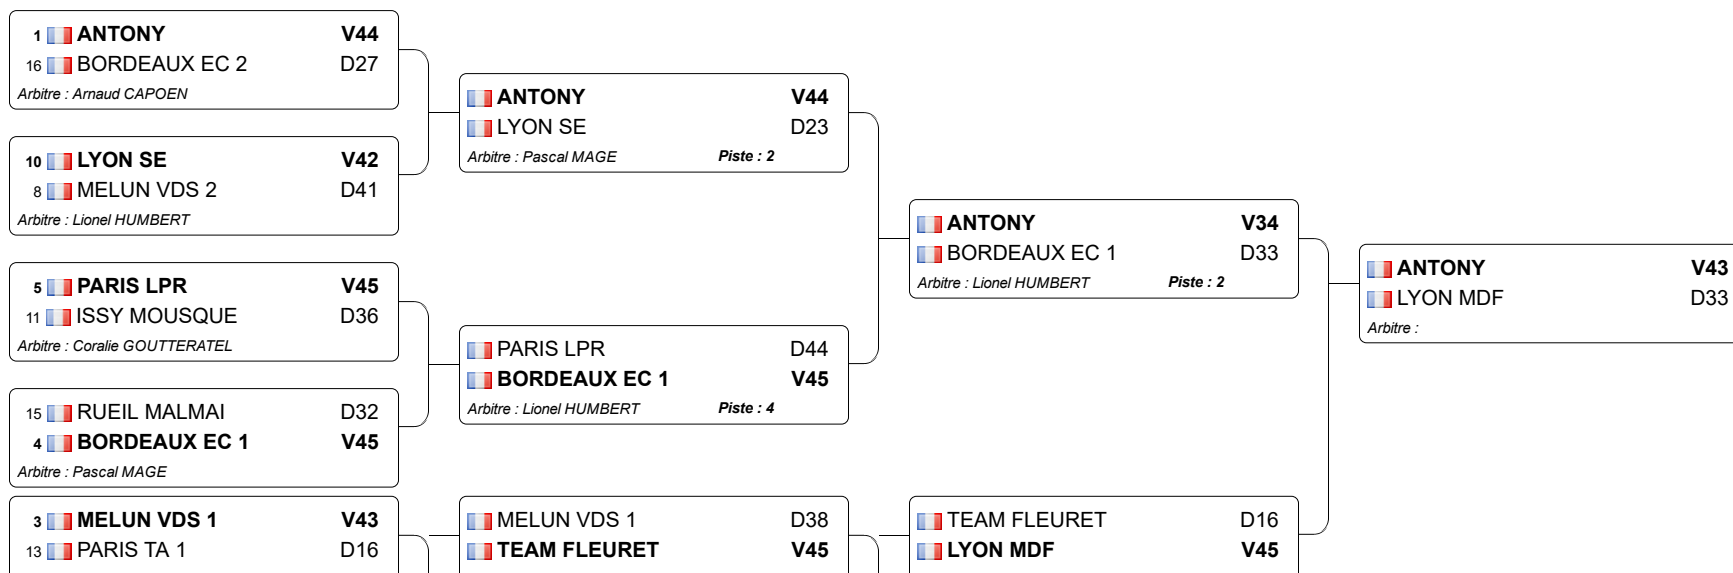 1 ANTONY V44
16 BORDEAUX EC 2 D27
Arbitre : Arnaud CAPOEN
10 LYON SE V42
8 MELUN VDS 2 D41
Arbitre : Lionel HUMBERT
5 PARIS LPR V45
11 ISSY MOUSQUE D36
Arbitre : Coralie GOUTTERATEL
15 RUEIL MALMAI D32
4 BORDEAUX EC 1 V45
Arbitre : Pascal MAGE
3 MELUN VDS 1 V43
13 PARIS TA 1 D16
ANTONY V44
LYON SE D23
Arbitre : Pascal MAGE Piste : 2
PARIS LPR D44
BORDEAUX EC 1 V45
Arbitre : Lionel HUMBERT Piste : 4
MELUN VDS 1 D38
TEAM FLEURET V45
ANTONY V34
BORDEAUX EC 1 D33
Arbitre : Lionel HUMBERT Piste : 2
TEAM FLEURET D16
LYON MDF V45
ANTONY V43
LYON MDF D33
Arbitre :